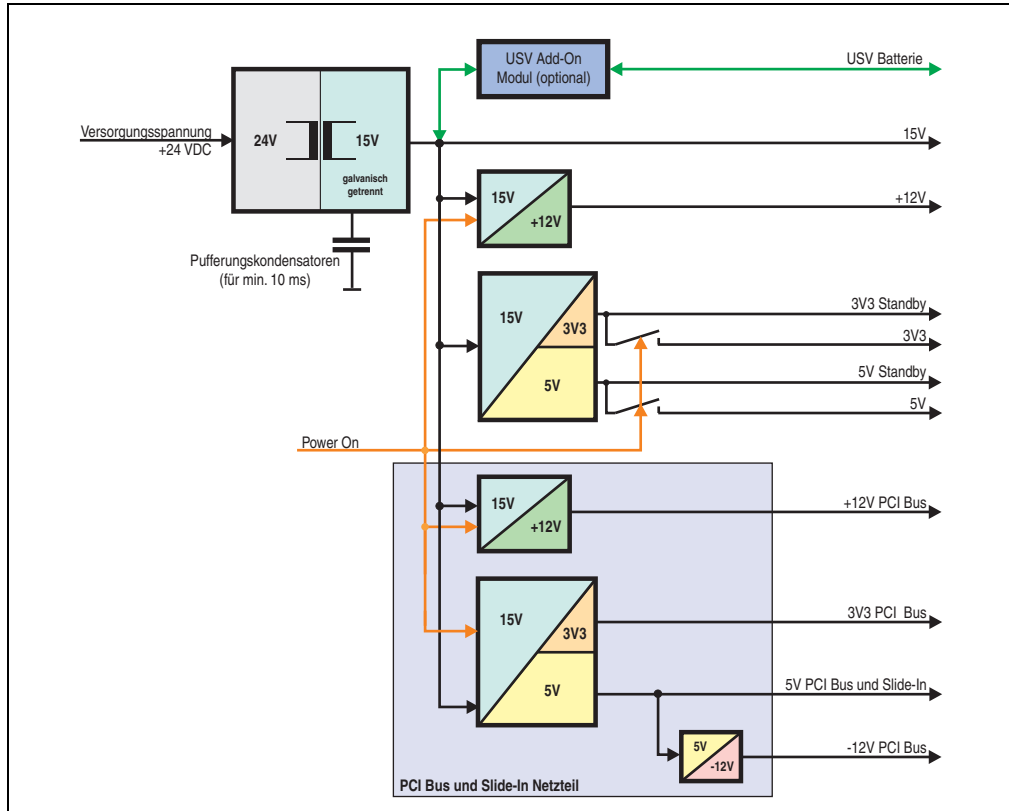 USV Add-On
Modul (optional)
USV Batterie
Versorgungsspannung
+24 VDC
24V
15V
galvanisch
getrennt
15V
15V
+12V
+12V
Pufferungskondensatoren
(für min. 10 ms)
15V
3V3
5V
3V3 Standby
3V3
5V Standby
5V
Power On
15V
+12V
+12V PCI Bus
15V
3V3
5V
3V3 PCI Bus
5V PCI Bus und Slide-In
5V
-12V
-12V PCI Bus
PCI Bus und Slide-In Netzteil